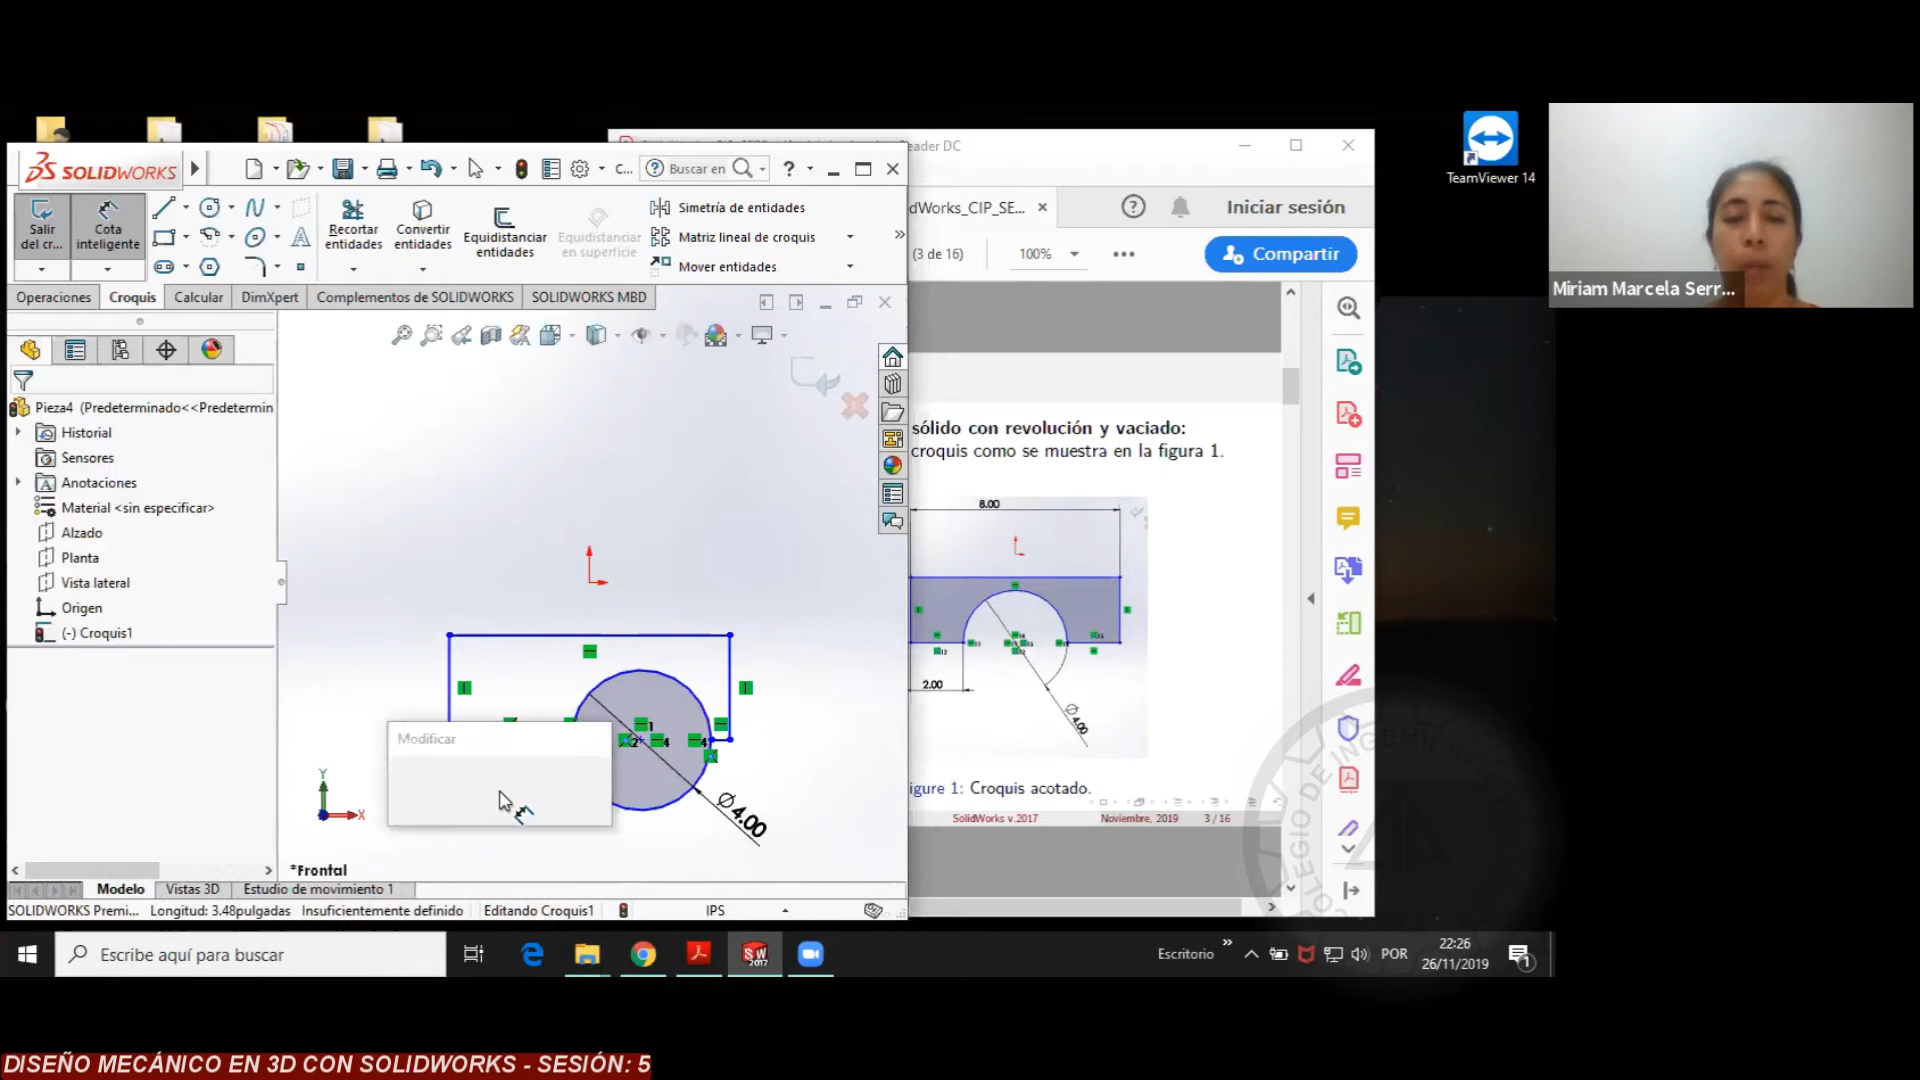 TeamViewer 14
Miriam Marcela Serr...
eader DC
SOLIDWORKS
C...
Buscar en
dWorks_CIP_SE...
Iniciar sesión
(3 de 16)
100%
Compartir
Salir del cr...
Cota inteligente
Recortar entidades
Convertir entidades
Equidistanciar entidades
Equidistanciar en superficie
Simetría de entidades
Matriz lineal de croquis
Mover entidades
Operaciones
Croquis
Calcular
DimXpert
Complementos de SOLIDWORKS
SOLIDWORKS MBD
Pieza4 (Predeterminado<<Predetermin
Historial
Sensores
Anotaciones
Material <sin especificar>
Alzado
Planta
Vista lateral
Origen
(-) Croquis1
Modificar
Ø4.00
Y
X
*Frontal
sólido con revolución y vaciado:
croquis como se muestra en la figura 1.
8.00
2.00
Ø4.00
igure 1: Croquis acotado.
SolidWorks v.2017
Noviembre, 2019
3 / 16
Modelo
Vistas 3D
Estudio de movimiento 1
SOLIDWORKS Premi...
Longitud: 3.48pulgadas
Insuficientemente definido
Editando Croquis1
IPS
Escribe aquí para buscar
Escritorio
POR
22:26
26/11/2019
DISEÑO MECÁNICO EN 3D CON SOLIDWORKS - SESIÓN: 5